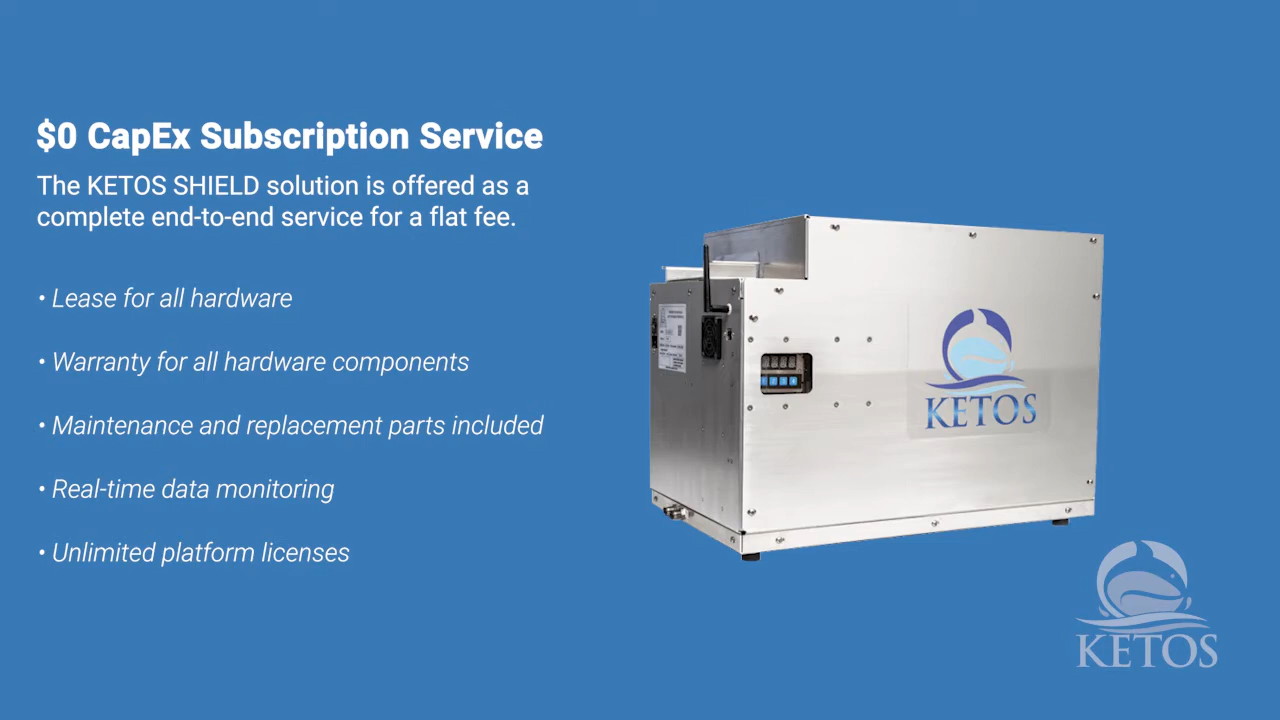 $0 CapEx Subscription Service
The KETOS SHIELD solution is offered as a
complete end-to-end service for a flat fee.
• Lease for all hardware
• Warranty for all hardware components
• Maintenance and replacement parts included
• Real-time data monitoring
• Unlimited platform licenses
KETOS
KETOS